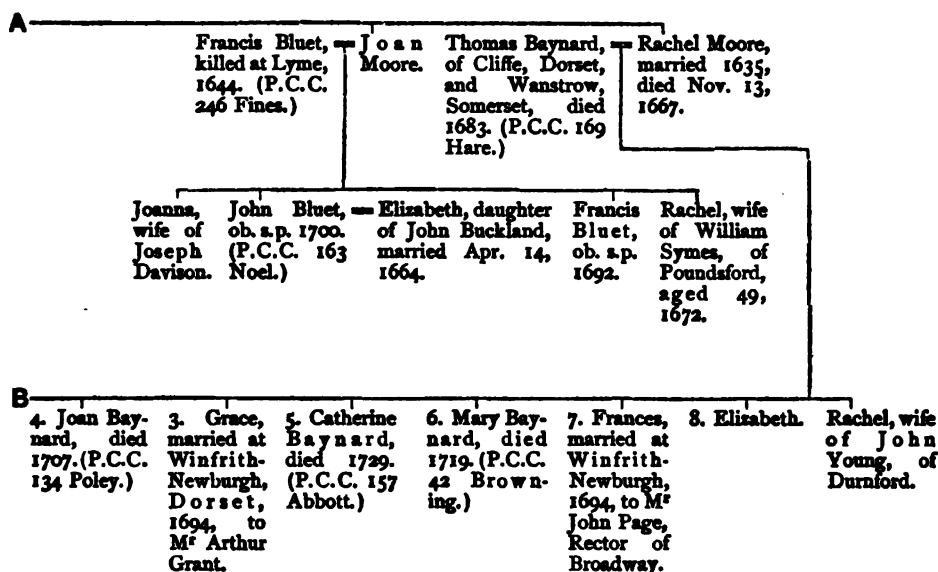 A
Francis Bluet,
killed at Lyme,
1644. (P.C.C.
246 Fines.)
Joan
Moore.
Thomas Baynard,
of Cliffe, Dorset,
and Wanstrow,
Somerset, died
1683. (P.C.C. 169
Hare.)
Rachel Moore,
married 1635,
died Nov. 13,
1667.
Joanna,
wife of
Joseph
Davison.
John Bluet,
ob. s.p. 1700.
(P.C.C. 163
Noel.)
Elizabeth, daughter
of John Buckland,
married Apr. 14,
1664.
Francis
Bluet,
ob. s.p.
1692.
Rachel, wife
of William
Symes, of
Poundsford,
aged 49,
1672.
B
4. Joan Bay-
nard, died
1707. (P.C.C.
134 Poley.)
3. Grace,
married at
Winfrith-
Newburgh,
Dorset,
1694, to
Mr Arthur
Grant.
5. Catherine
Baynard,
died 1729.
(P.C.C. 157
Abbott.)
6. Mary Bay-
nard, died
1719. (P.C.C.
42 Brown-
ing.)
7. Frances,
married at
Winfrith-
Newburgh,
1694, to Mr
John Page,
Rector of
Broadway.
8. Elizabeth.
Rachel, wife
of John
Young, of
Durnford.